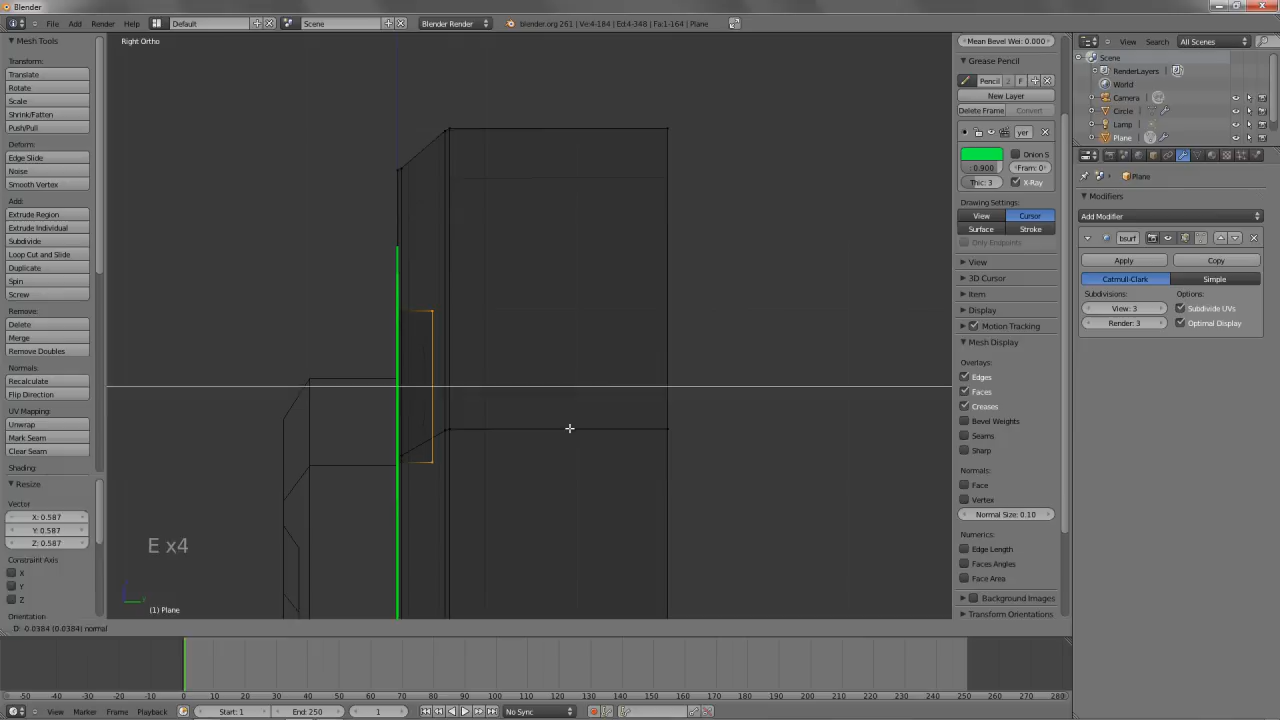 Blender
File Add Render Help Default Scene Blender Render blender.org 261 | Ve:4-184 | Ed:4-348 | Fa:1-164 | Plane
Mesh Tools
Transform:
Translate
Rotate
Scale
Shrink/Fatten
Push/Pull
Deform:
Edge Slide
Noise
Smooth Vertex
Add:
Extrude Region
Extrude Individual
Subdivide
Loop Cut and Slide
Duplicate
Spin
Screw
Remove:
Delete
Merge
Remove Doubles
Normals:
Recalculate
Flip Direction
UV Mapping:
Unwrap
Mark Seam
Clear Seam
Shading:
Resize
Vector
X: 0.587
Y: 0.587
Z: 0.587
Constraint Axis
X
Y
Z
Orientation
Right Ortho
E x4
(1) Plane
D: -0.0384 (0.0384) normal
Mean Bevel Wei: 0.000
Grease Pencil
Pencil 2 F
New Layer
Delete Frame Convert
yer
Onion S
: 0.900 Fram: 0
Thic: 3 X-Ray
Drawing Settings:
View Cursor
Surface Stroke
Only Endpoints
View
3D Cursor
Item
Display
Motion Tracking
Mesh Display
Overlays:
Edges
Faces
Creases
Bevel Weights
Seams
Sharp
Normals:
Face
Vertex
Normal Size: 0.10
Numerics:
Edge Length
Faces Angles
Face Area
Background Images
Transform Orientations
View Search All Scenes
Scene
RenderLayers
World
Camera
Circle
Lamp
Plane
Plane
Modifiers
Add Modifier
bsurf
Apply Copy
Catmull-Clark Simple
Subdivisions: Options:
View: 3 Subdivide UVs
Render: 3 Optimal Display
-50 -40 -30 -20 -10 0 10 20 30 40 50 60 70 80 90 100 110 120 130 140 150 160 170 180 190 200 210 220 230 240 250 260 270 280
View Marker Frame Playback Start: 1 End: 250 1 No Sync